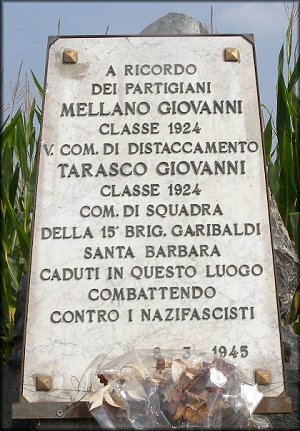 A RICORDO
DEI PARTIGIANI
MELLANO GIOVANNI
CLASSE 1924
V. COM. DI DISTACCAMENTO
TARASCO GIOVANNI
CLASSE 1924
COM. DI SQUADRA
DELLA 15ª BRIG. GARIBALDI
SANTA BARBARA
CADUTI IN QUESTO LUOGO
COMBATTENDO
CONTRO I NAZIFASCISTI
3 1945